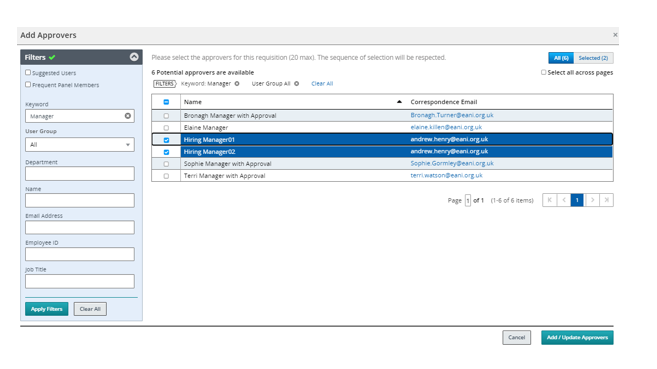 Add Approvers
×
Filters
Suggested Users
Frequent Panel Members
Keyword
Manager
User Group
All
Department
Name
Email Address
Employee ID
Job Title
Apply Filters
Clear All
Please select the approvers for this requisition (20 max). The sequence of selection will be respected.
All (6)
Selected (2)
6 Potential approvers are available
Select all across pages
FILTERS
Keyword: Manager
User Group All
Clear All
Name
Correspondence Email
Bronagh Manager with Approval
Bronagh.Turner@eani.org.uk
Elaine Manager
elaine.killen@eani.org.uk
Hiring Manager01
andrew.henry@eani.org.uk
Hiring Manager02
andrew.henry@eani.org.uk
Sophie Manager with Approval
Sophie.Gormley@eani.org.uk
Terri Manager with Approval
terri.watson@eani.org.uk
Page 1 of 1 (1-6 of 6 items)
1
Cancel
Add / Update Approvers